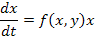 dx/dt = f(x, y)x